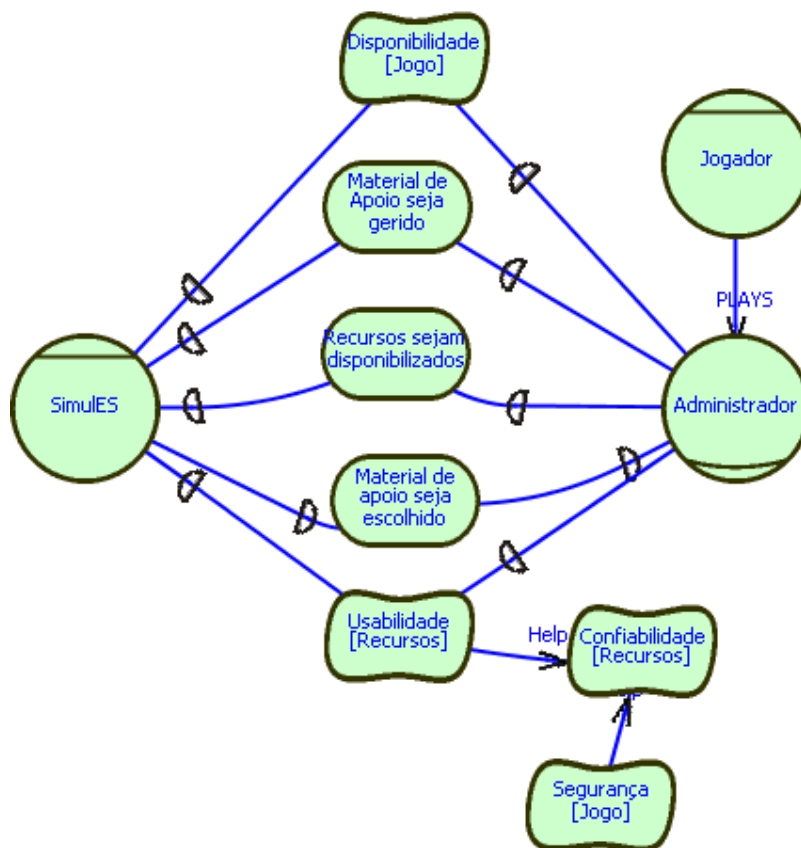 Disponibilidade
[Jogo]
Jogador
Material de
Apoio seja
gerido
PLAYS
Recursos sejam
disponibilizados
SimulES
Administrador
Material de
apoio seja
escolhido
Usabilidade
[Recursos]
Help
Confiabilidade
[Recursos]
Segurança
[Jogo]